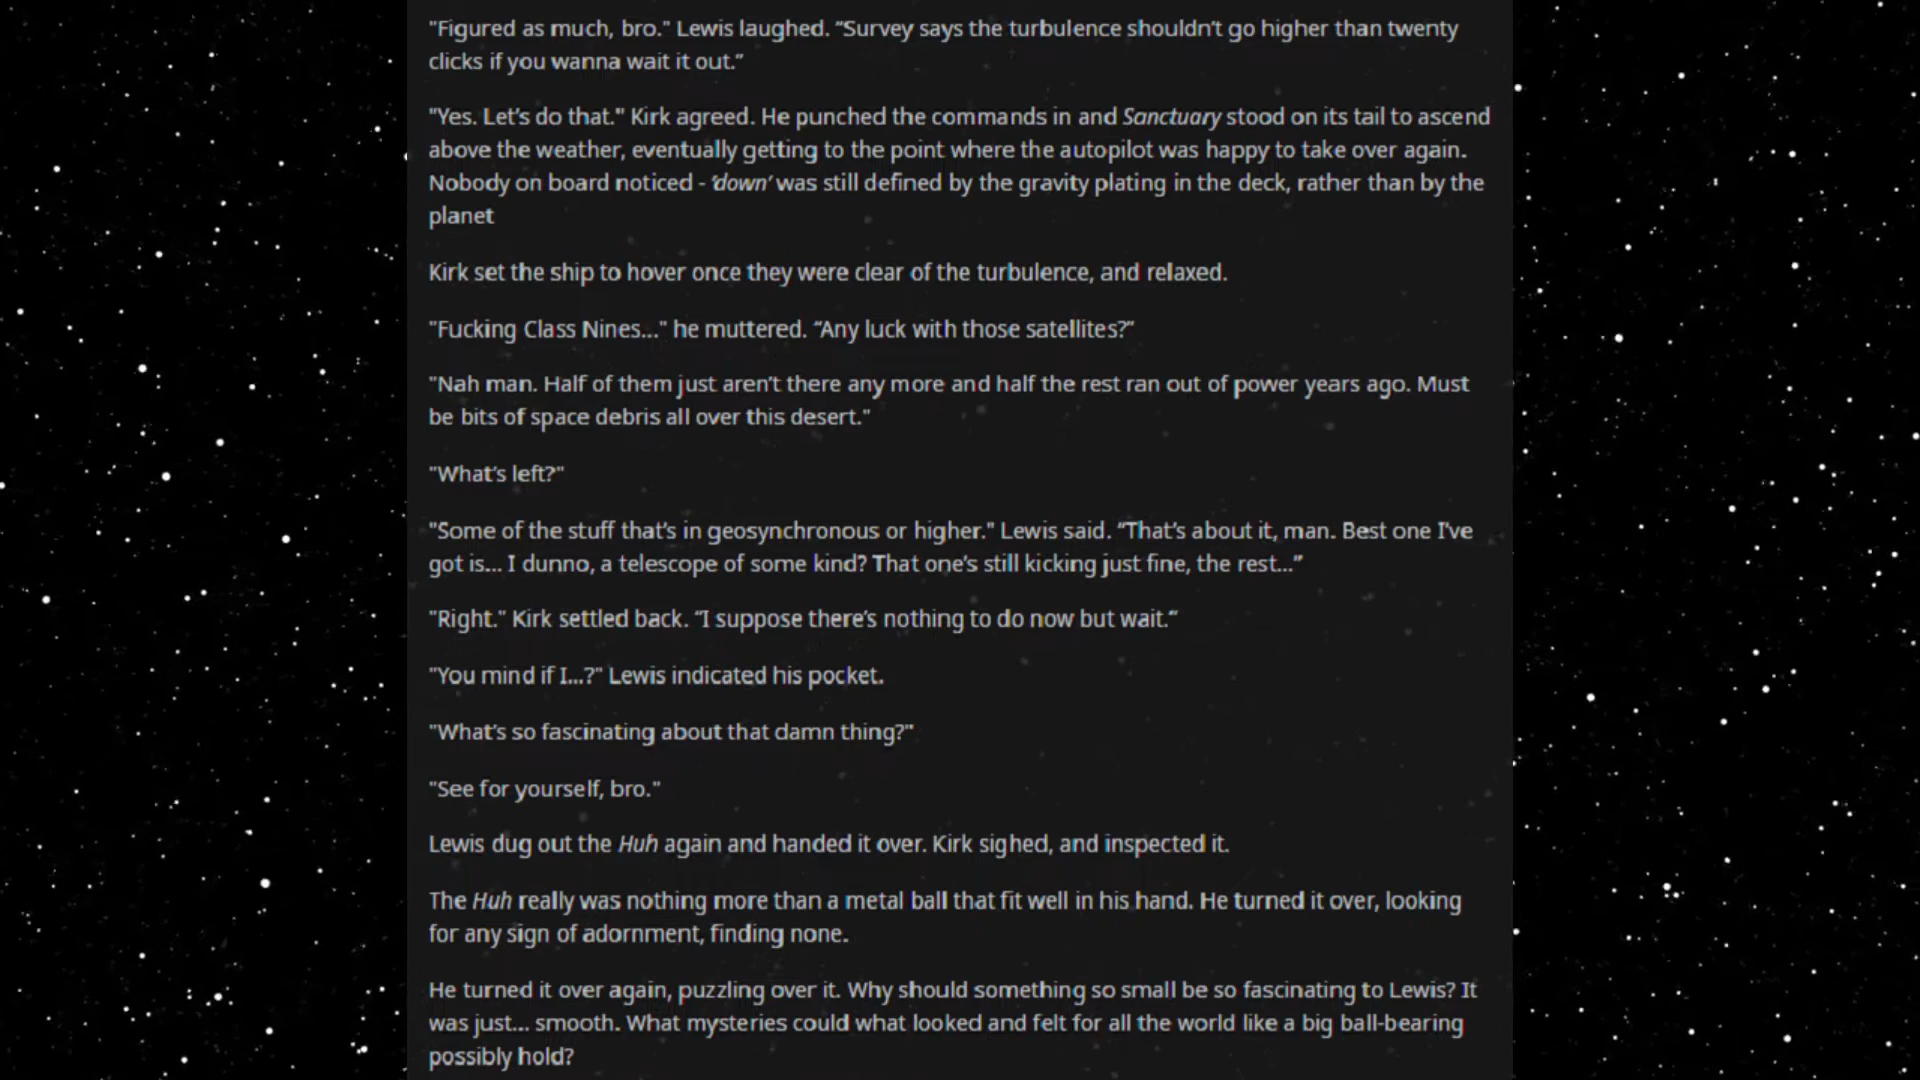 "Figured as much, bro." Lewis laughed. “Survey says the turbulence shouldn’t go higher than twenty
clicks if you wanna wait it out.”
"Yes. Let’s do that." Kirk agreed. He punched the commands in and Sanctuary stood on its tail to ascend
above the weather, eventually getting to the point where the autopilot was happy to take over again.
Nobody on board noticed - ‘down’ was still defined by the gravity plating in the deck, rather than by the
planet
Kirk set the ship to hover once they were clear of the turbulence, and relaxed.
"Fucking Class Nines…" he muttered. “Any luck with those satellites?”
"Nah man. Half of them just aren’t there any more and half the rest ran out of power years ago. Must
be bits of space debris all over this desert."
"What’s left?"
"Some of the stuff that’s in geosynchronous or higher." Lewis said. “That’s about it, man. Best one I’ve
got is… I dunno, a telescope of some kind? That one’s still kicking just fine, the rest…”
"Right." Kirk settled back. “I suppose there’s nothing to do now but wait.“
"You mind if I…?" Lewis indicated his pocket.
"What’s so fascinating about that damn thing?"
"See for yourself, bro."
Lewis dug out the Huh again and handed it over. Kirk sighed, and inspected it.
The Huh really was nothing more than a metal ball that fit well in his hand. He turned it over, looking
for any sign of adornment, finding none.
He turned it over again, puzzling over it. Why should something so small be so fascinating to Lewis? It
was just… smooth. What mysteries could what looked and felt for all the world like a big ball-bearing
possibly hold?